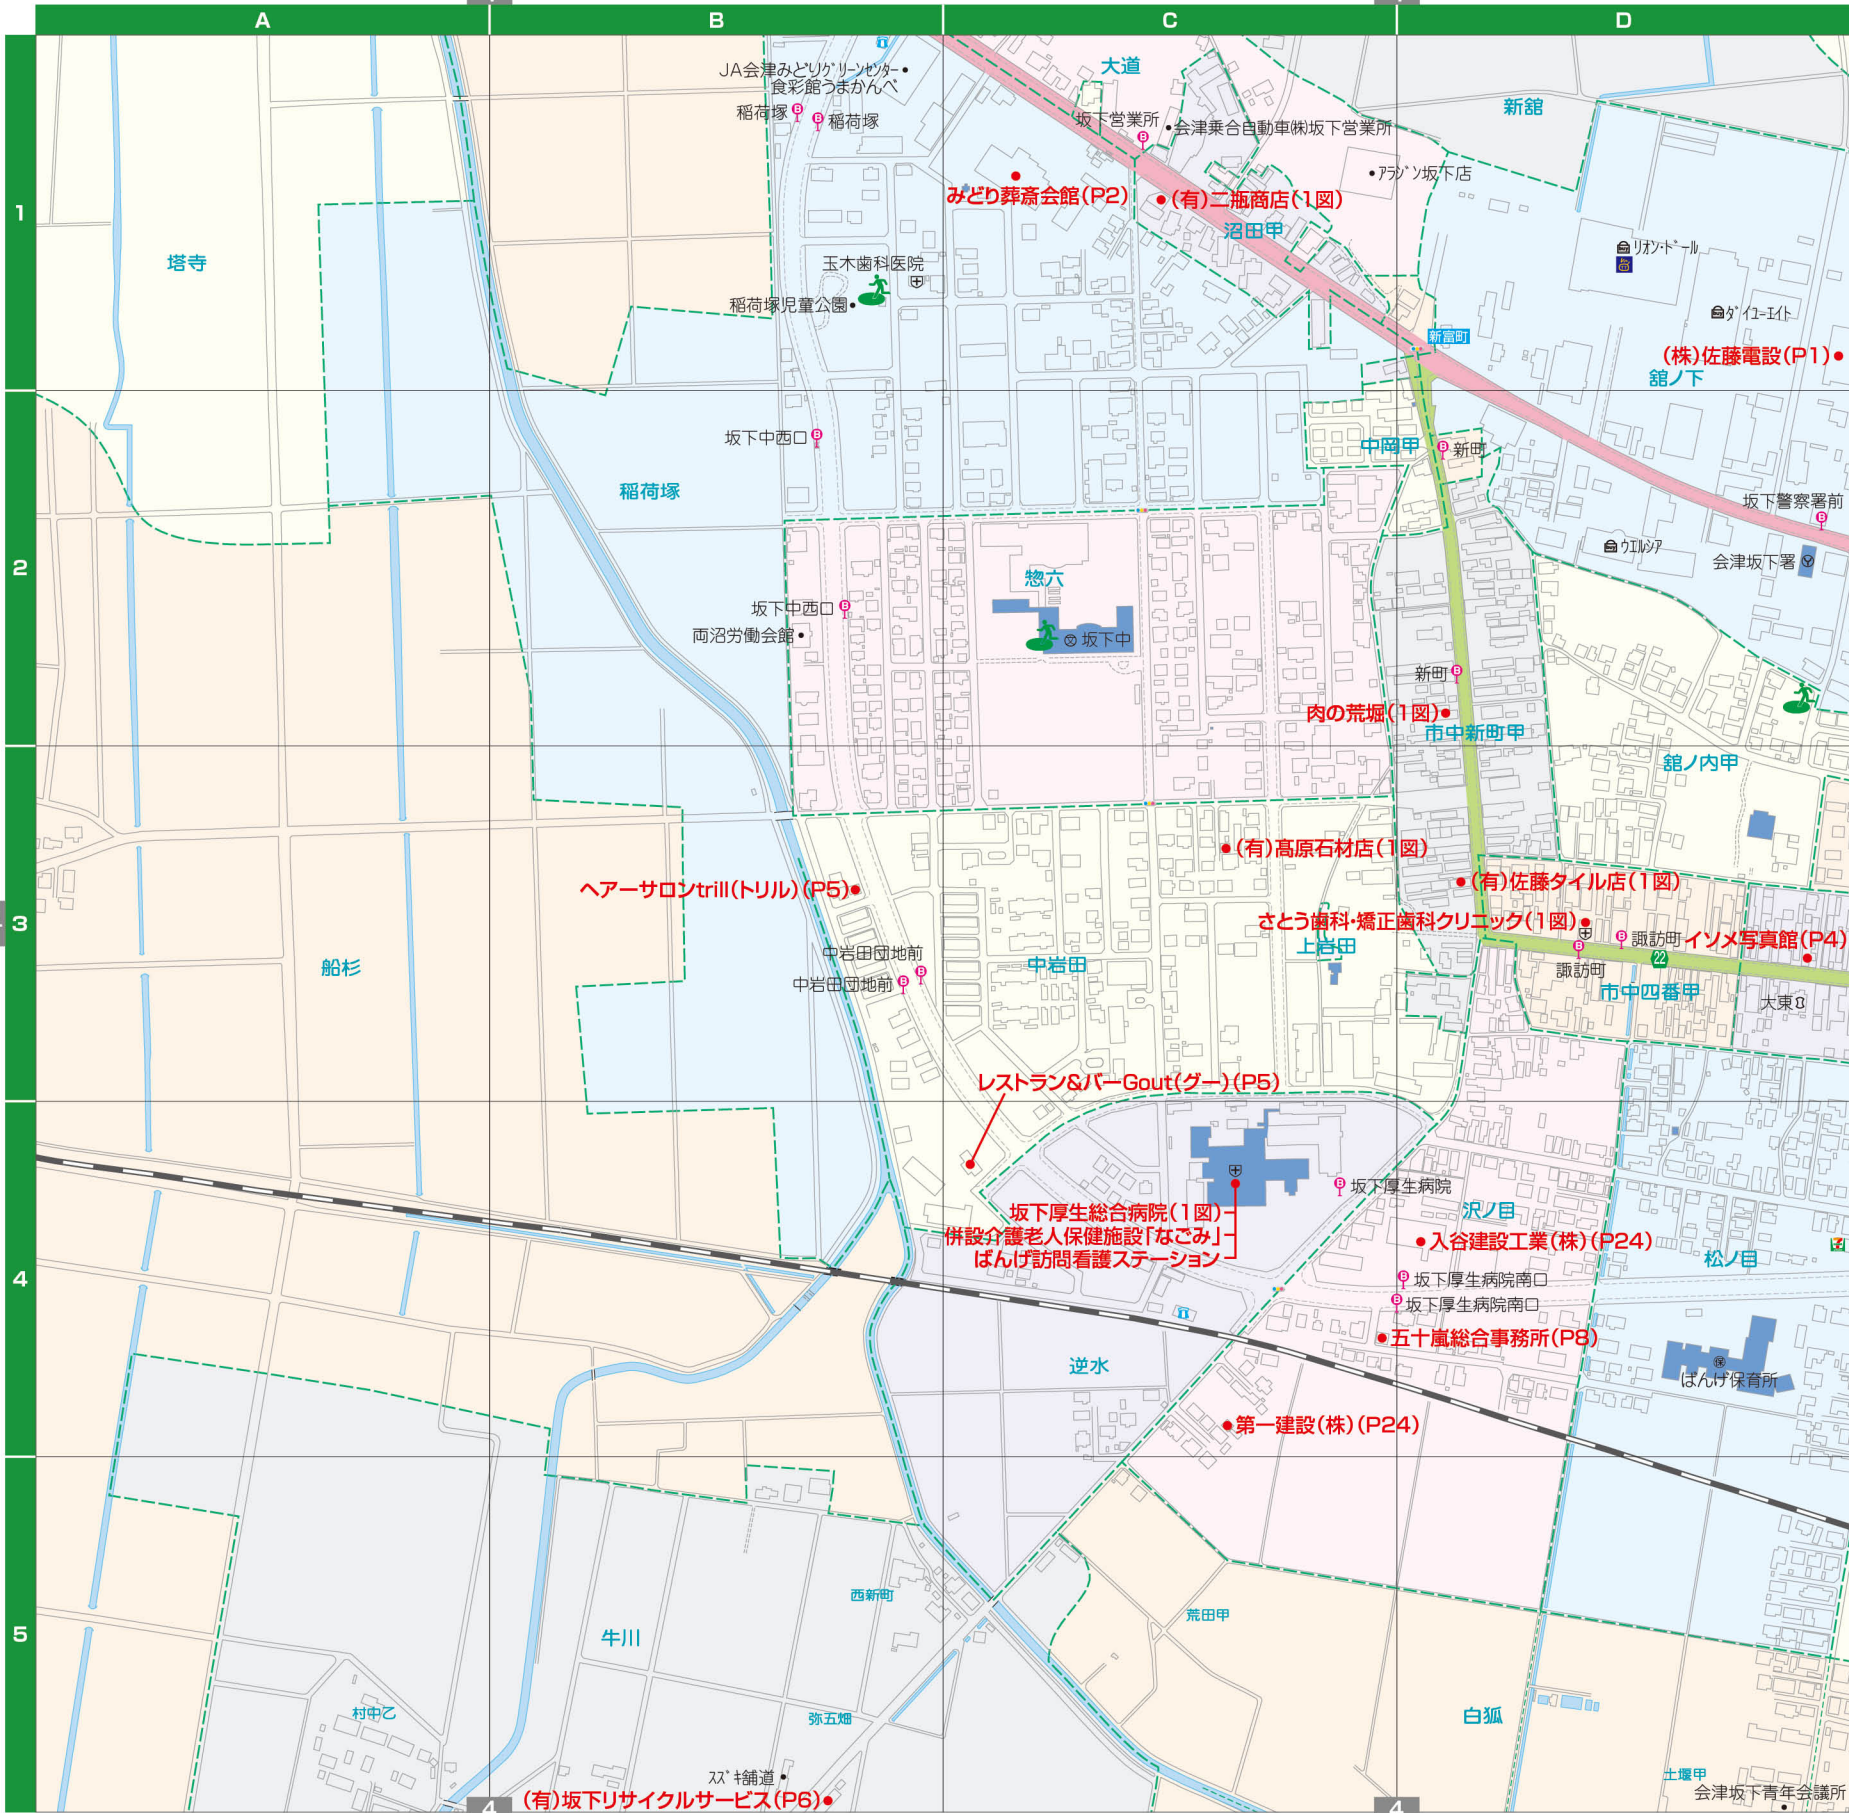 A
B
C
D
1
2
3
4
5
4
4
JA会津みどりグリーンセンター
食彩館うまかんべ
稲荷塚
稲荷塚
大道
坂下営業所
会津乗合自動車㈱坂下営業所
新舘
アラジン坂下店
みどり葬斎会館(P2)
(有)二瓶商店(1図)
沼田甲
塔寺
玉木歯科医院
稲荷塚児童公園
リオン・ドール
ダイユーエイト
新富町
(株)佐藤電設(P1)
舘ノ下
坂下中西口
中岡甲
新町
稲荷塚
坂下警察署前
ウエルシア
会津坂下署
惣六
坂下中西口
両沼労働会館
坂下中
新町
肉の荒堀(1図)
市中新町甲
舘ノ内甲
(有)髙原石材店(1図)
ヘアーサロンtrill(トリル)(P5)
(有)佐藤タイル店(1図)
さとう歯科・矯正歯科クリニック(1図)
諏訪町
イソメ写真館(P4)
上岩田
中岩田団地前
中岩田
船杉
中岩田団地前
諏訪町
22
市中四番甲
大東
レストラン&バーGout(グー)(P5)
坂下厚生病院
坂下厚生総合病院(1図)
併設介護老人保健施設「なごみ」
ばんげ訪問看護ステーション
沢ノ目
入谷建設工業(株)(P24)
松ノ目
7
坂下厚生病院南口
坂下厚生病院南口
五十嵐総合事務所(P8)
逆水
ばんげ保育所
第一建設(株)(P24)
西新町
荒田甲
牛川
村中乙
弥五畑
白狐
スズキ舗道
土堰甲
会津坂下青年会議所
(有)坂下リサイクルサービス(P6)